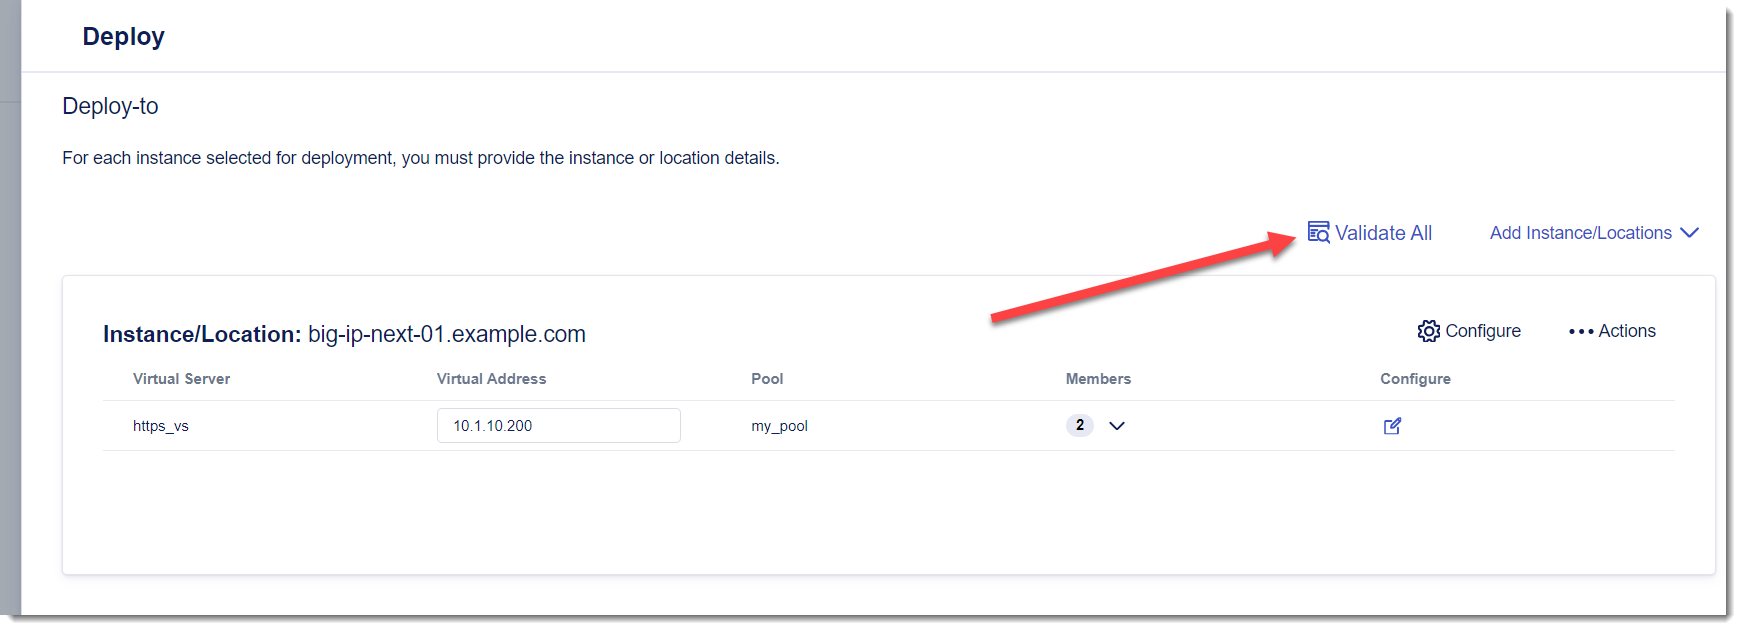 Deploy
Deploy-to
For each instance selected for deployment, you must provide the instance or location details.
Validate All Add Instance/Locations
Instance/Location: big-ip-next-01.example.com Configure Actions
Virtual Server Virtual Address Pool Members Configure
https_vs 10.1.10.200 my_pool 2